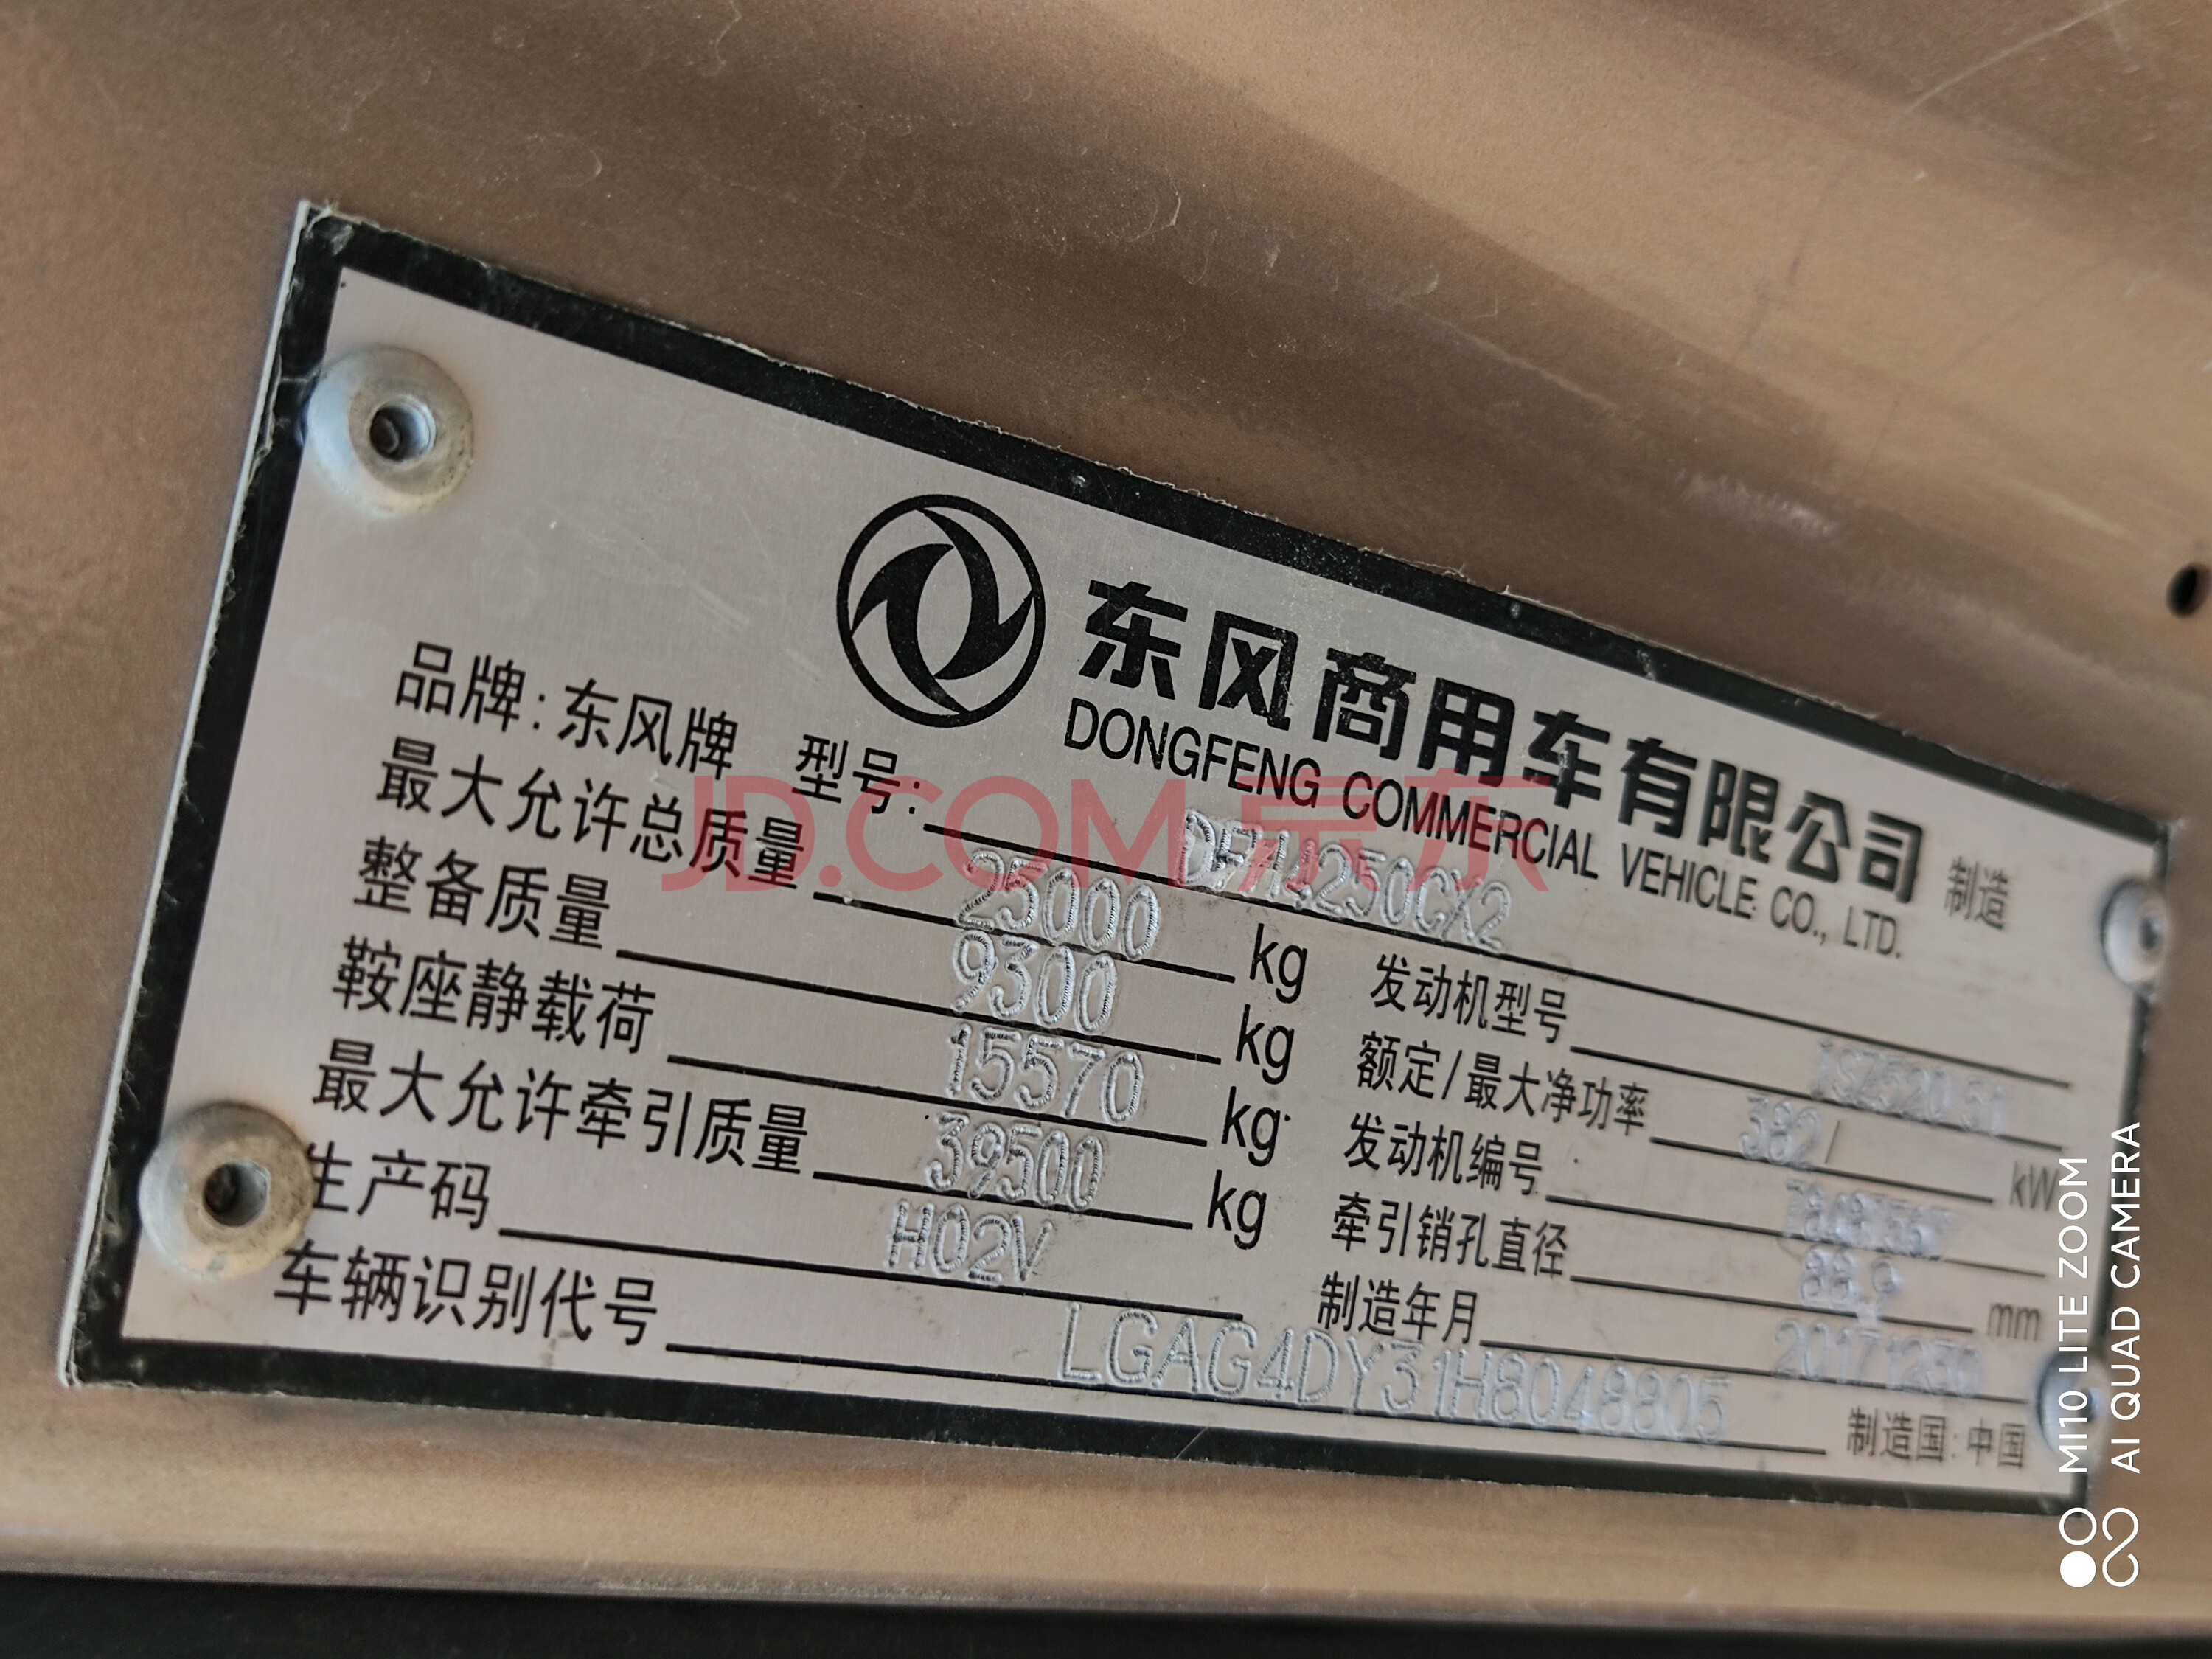 东风商用车有限公司 制造
DONGFENG COMMERCIAL VEHICLE CO., LTD.
品牌:东风牌 型号: DFH4250CX2
最大允许总质量 25000 kg
整备质量 9300 kg
鞍座静载荷 15570 kg
最大允许牵引质量 39500 kg
生产码 H02V
车辆识别代号 LGAG4DY31H8048805
发动机型号
额定/最大净功率 382/ kW
发动机编号
牵引销孔直径 88.9 mm
制造年月 20171230
制造国:中国
JD.COM 京东
MI10 LITE ZOOM
AI QUAD CAMERA